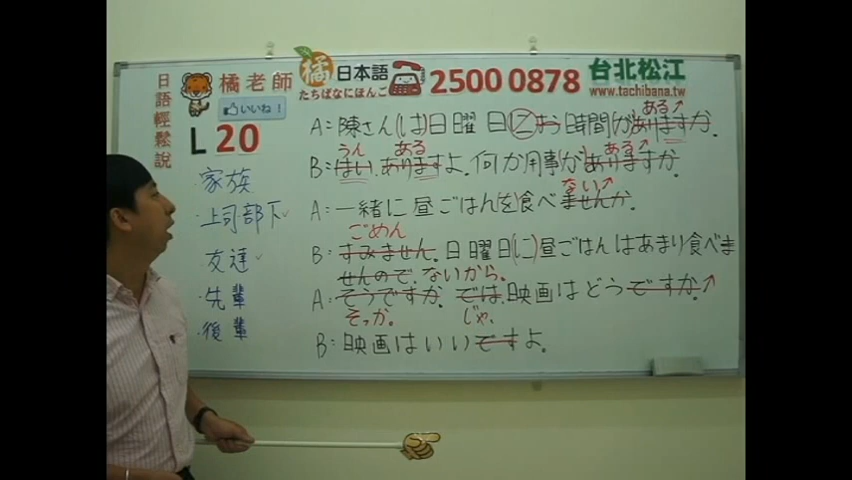 日語輕鬆說
橘老師
いいね!
L 20
橘 日本語
たちばなにほんご
2500 0878
台北松江
www.tachibana.tw
・家族
・上司部下
・友達
・先輩
・後輩
ある↗
A:陳さん(は)日曜日に 時間(が)ありますか。
うん ある ある↗
B:はい、ありますよ。何か用事(が)ありますか。
ない↗
A:一緒に昼ごはん(を)食べませんか。
ごめん
B:すみません。日曜日(に)昼ごはんはあまり食べま
せんので、ないから。
A:そうですか。では、映画はどうですか。↗
そっか。 じゃ、
B:映画はいいですよ。